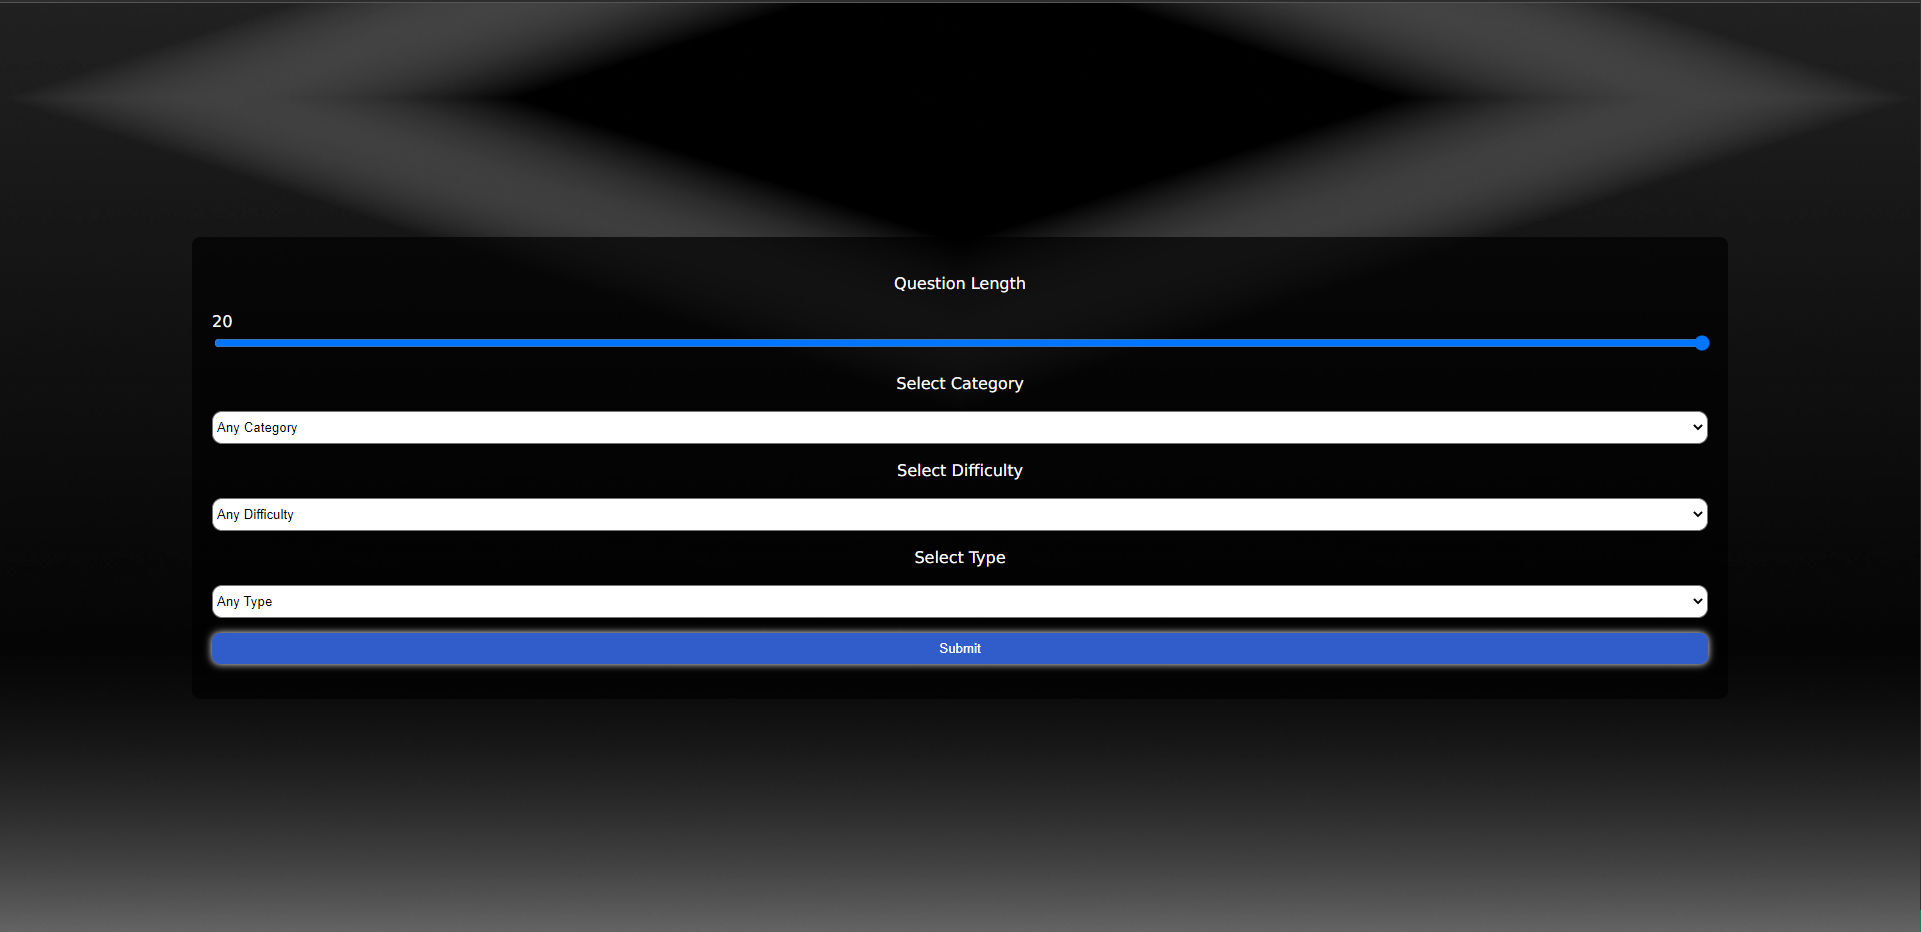 Question Length
20
Select Category
Any Category
Select Difficulty
Any Difficulty
Select Type
Any Type
Submit